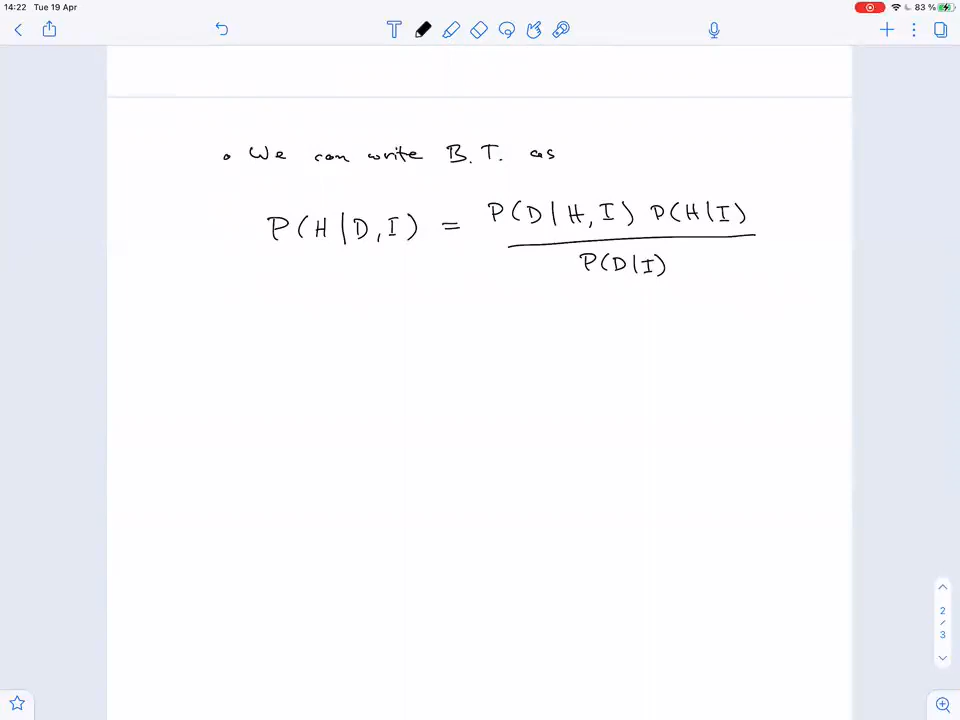 14:22 Tue 19 Apr 83 %
T
• We can write B.T. as
P(H|D,I) = P(D|H,I) P(H|I)
P(D|I)
2
/
3